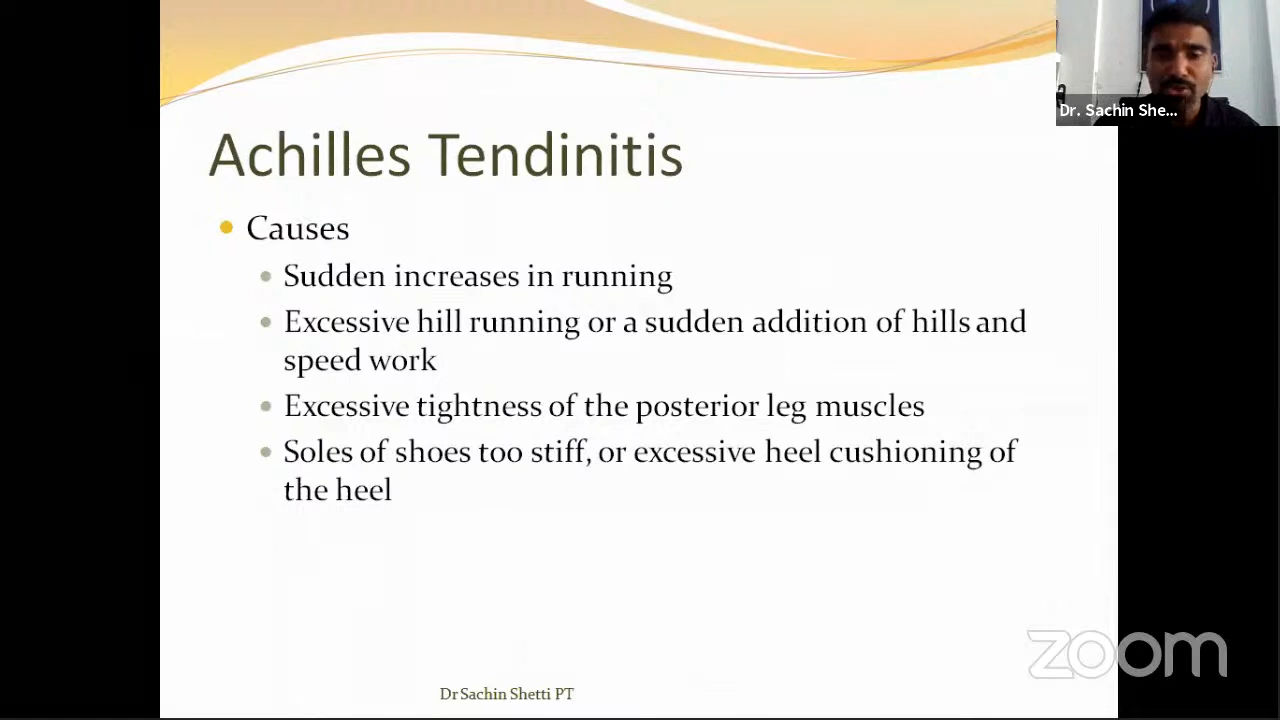 Dr. Sachin She...
Achilles Tendinitis
Causes
Sudden increases in running
Excessive hill running or a sudden addition of hills and
speed work
Excessive tightness of the posterior leg muscles
Soles of shoes too stiff, or excessive heel cushioning of
the heel
zoom
Dr Sachin Shetti PT